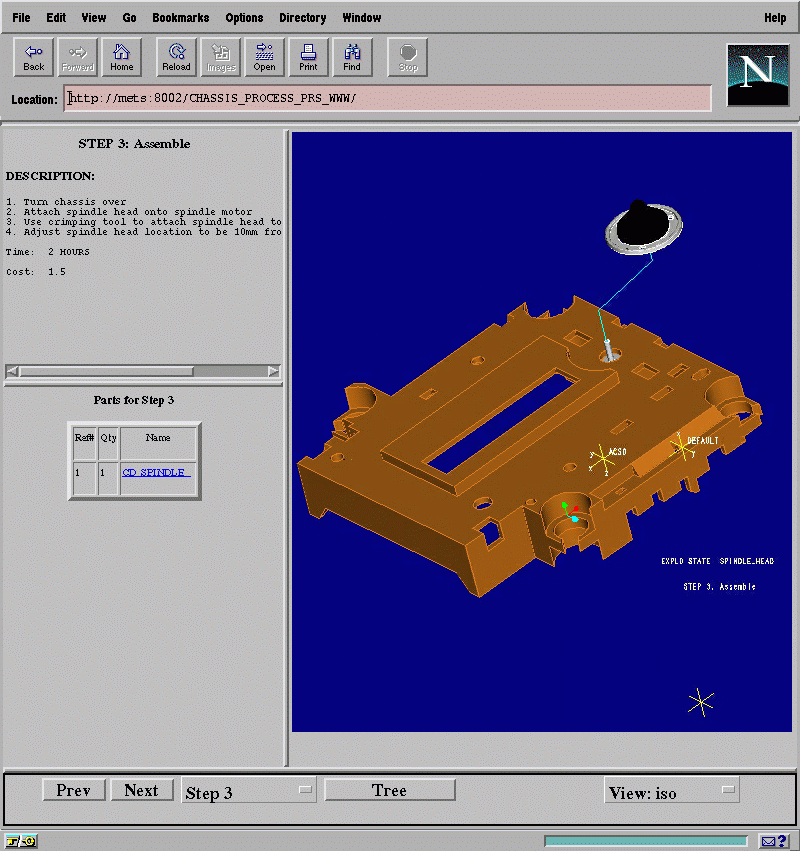 File Edit View Go Bookmarks Options Directory Window Help
Back Forward Home Reload Images Open Print Find Stop
N
Location: http://mets:8002/CHASSIS_PROCESS_PRS_WWW/
STEP 3: Assemble
DESCRIPTION:
1. Turn chassis over
2. Attach spindle head onto spindle motor
3. Use crimping tool to attach spindle head to
4. Adjust spindle head location to be 10mm fro
Time: 2 HOURS
Cost: 1.5
Parts for Step 3
Ref# Qty Name
1 1 CD_SPINDLE_
ACS0
DEFAULT
EXPLD STATE SPINDLE_HEAD
STEP 3. Assemble
Prev Next Step 3 Tree View: iso